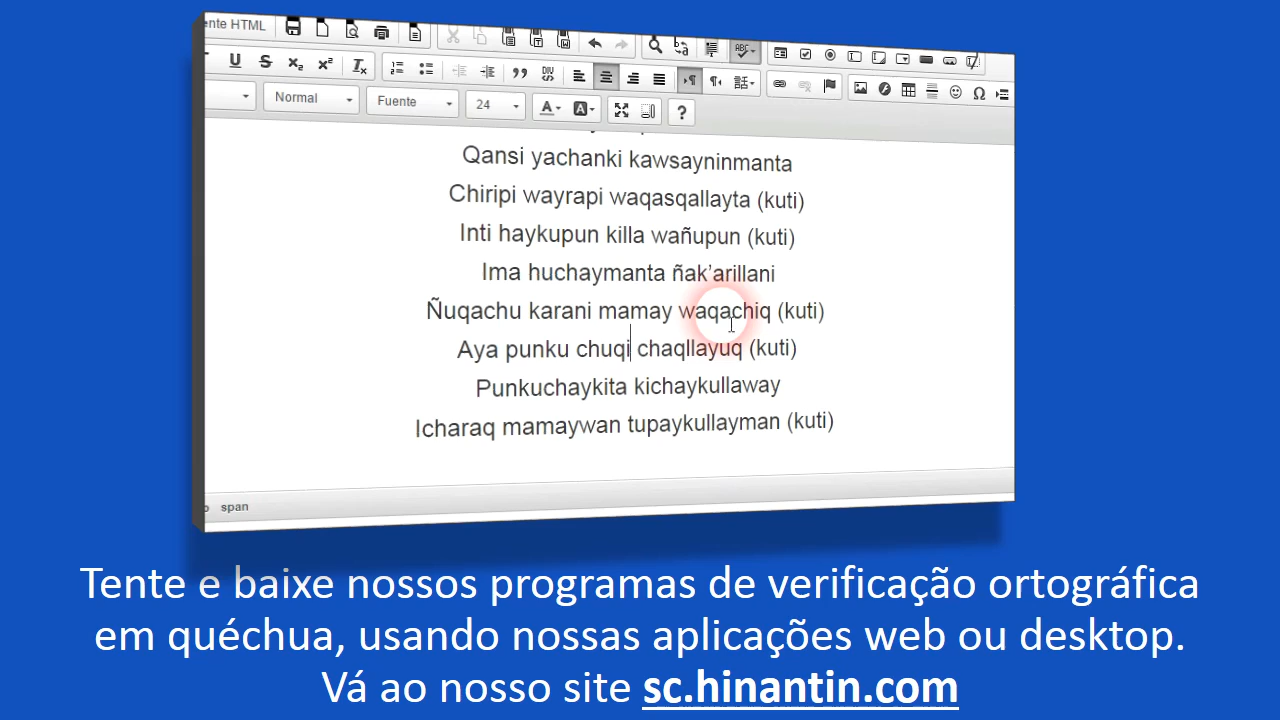 ente HTML
Normal Fuente 24
Qansi yachanki kawsayninmanta
Chiripi wayrapi waqasqallayta (kuti)
Inti haykupun killa wañupun (kuti)
Ima huchaymanta ñak'arillani
Ñuqachu karani mamay waqachiq (kuti)
Aya punku chuqi chaqllayuq (kuti)
Punkuchaykita kichaykullaway
Icharaq mamaywan tupaykullayman (kuti)
span
Tente e baixe nossos programas de verificação ortográfica
em quéchua, usando nossas aplicações web ou desktop.
Vá ao nosso site sc.hinantin.com